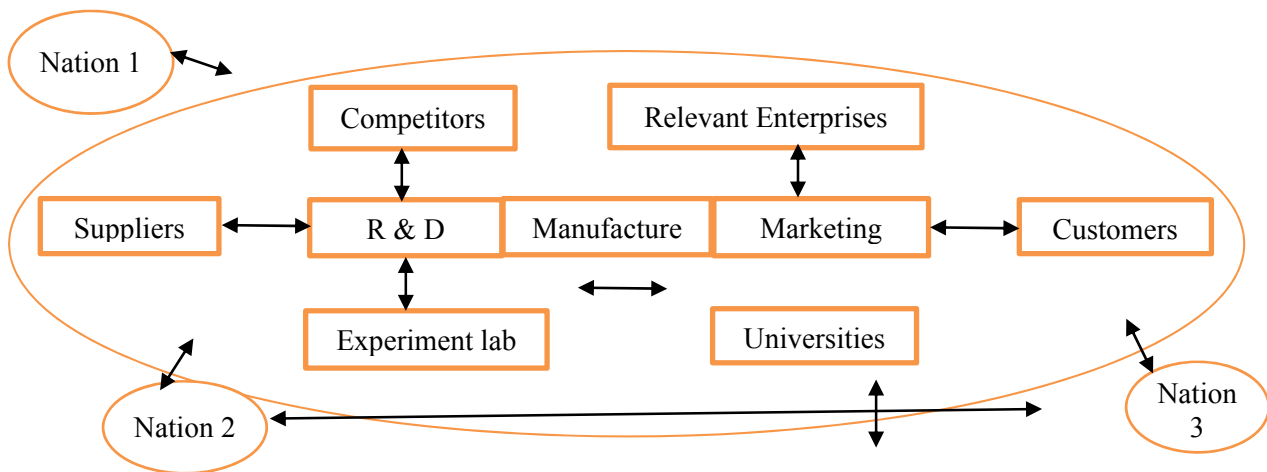 Nation 1
Competitors
Relevant Enterprises
Suppliers
R & D
Manufacture
Marketing
Customers
Experiment lab
Universities
Nation 2
Nation
3